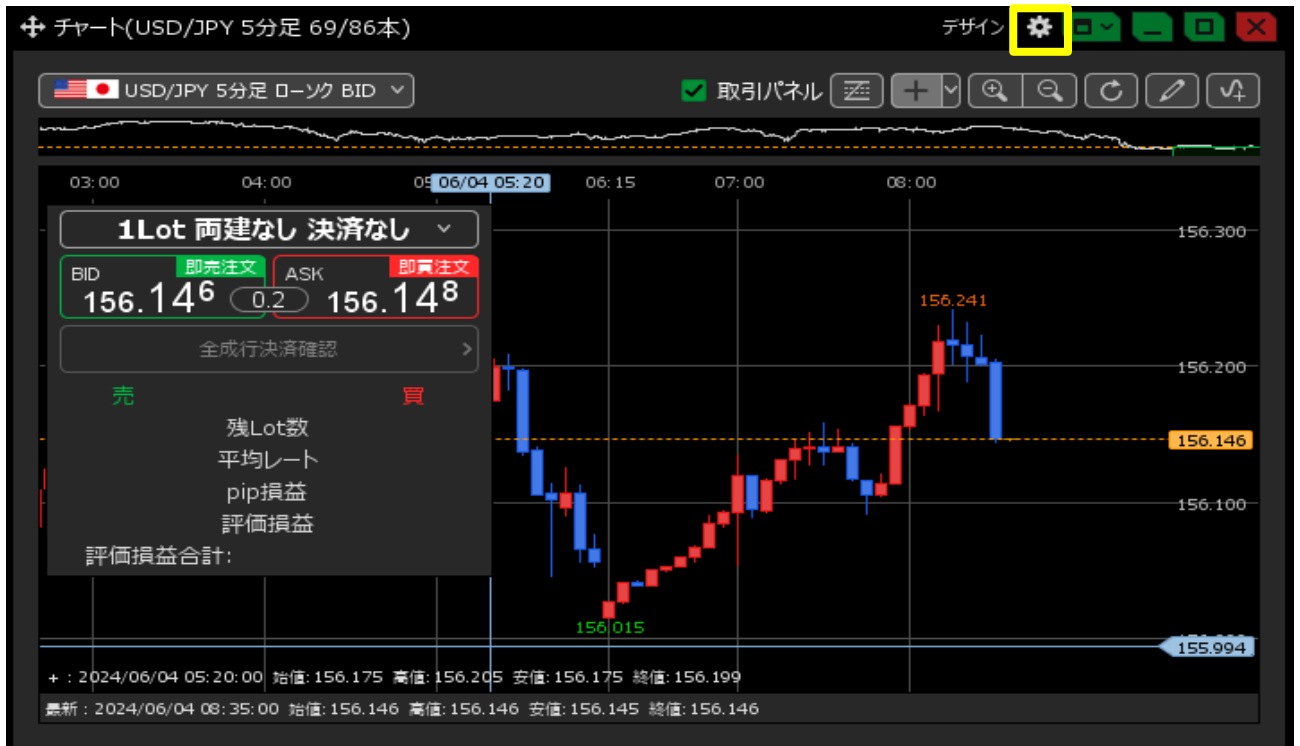 チャート(USD/JPY 5分足 69/86本)
デザイン
USD/JPY 5分足 ローソク BID
取引パネル
03:00 04:00 06/04 05:20 06:15 07:00 08:00
1Lot 両建なし 決済なし
156.300
BID 即売注文 ASK 即買注文
156.146 0.2 156.148
156.241
全成行決済確認
156.200
売 買
残Lot数
156.146
平均レート
pip損益
156.100
評価損益
評価損益合計:
156.015
155.994
+ : 2024/06/04 05:20:00 始値:156.175 高値:156.205 安値:156.175 終値:156.199
最新 : 2024/06/04 08:35:00 始値:156.146 高値:156.146 安値:156.145 終値:156.146